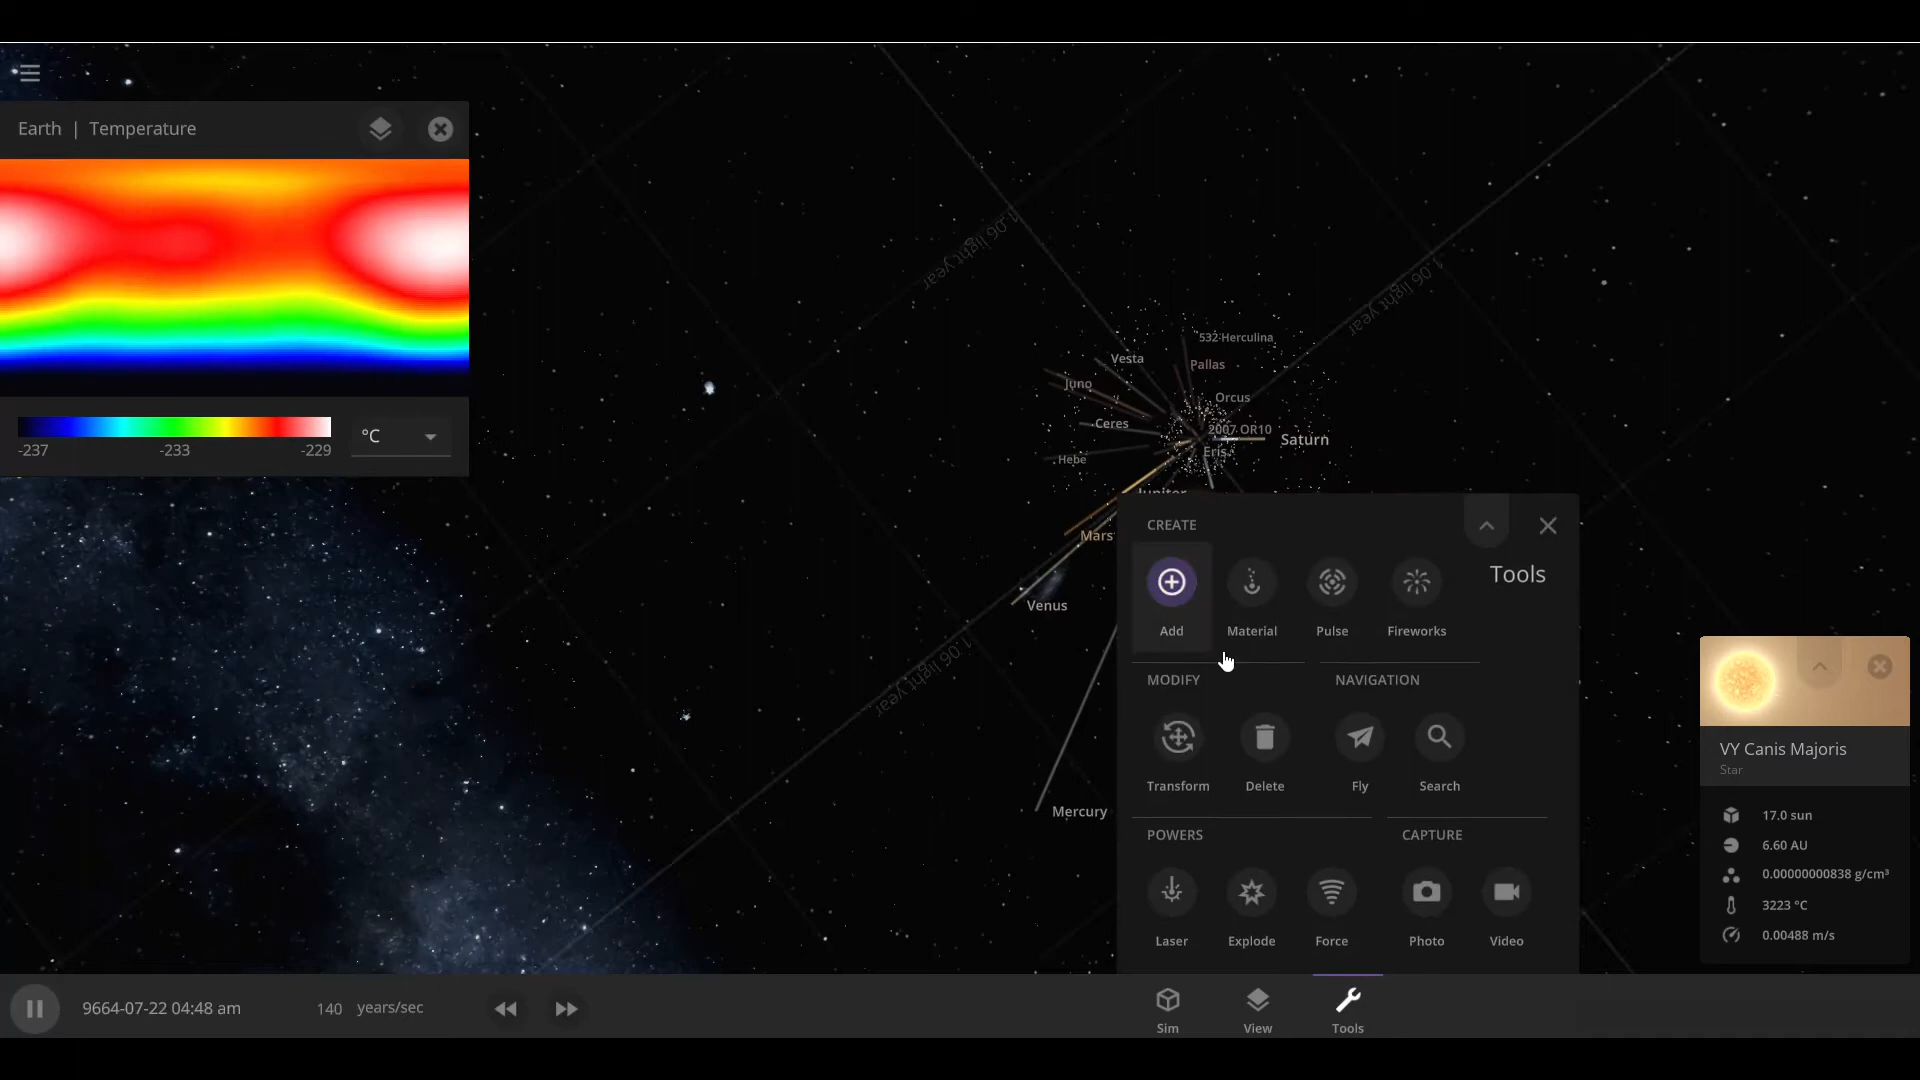 Earth | Temperature
-237 -233 -229
°C
1.06 light year
1.06 light year
1.06 light year
532 Herculina
Vesta
Pallas
Juno
Orcus
Ceres
2007 OR10
Saturn
Eris
Hebe
Jupiter
Mars
Venus
Mercury
CREATE
Tools
Add Material Pulse Fireworks
MODIFY NAVIGATION
Transform Delete Fly Search
POWERS CAPTURE
Laser Explode Force Photo Video
VY Canis Majoris
Star
17.0 sun
6.60 AU
0.00000000838 g/cm³
3223 °C
0.00488 m/s
9664-07-22 04:48 am 140 years/sec
Sim View Tools